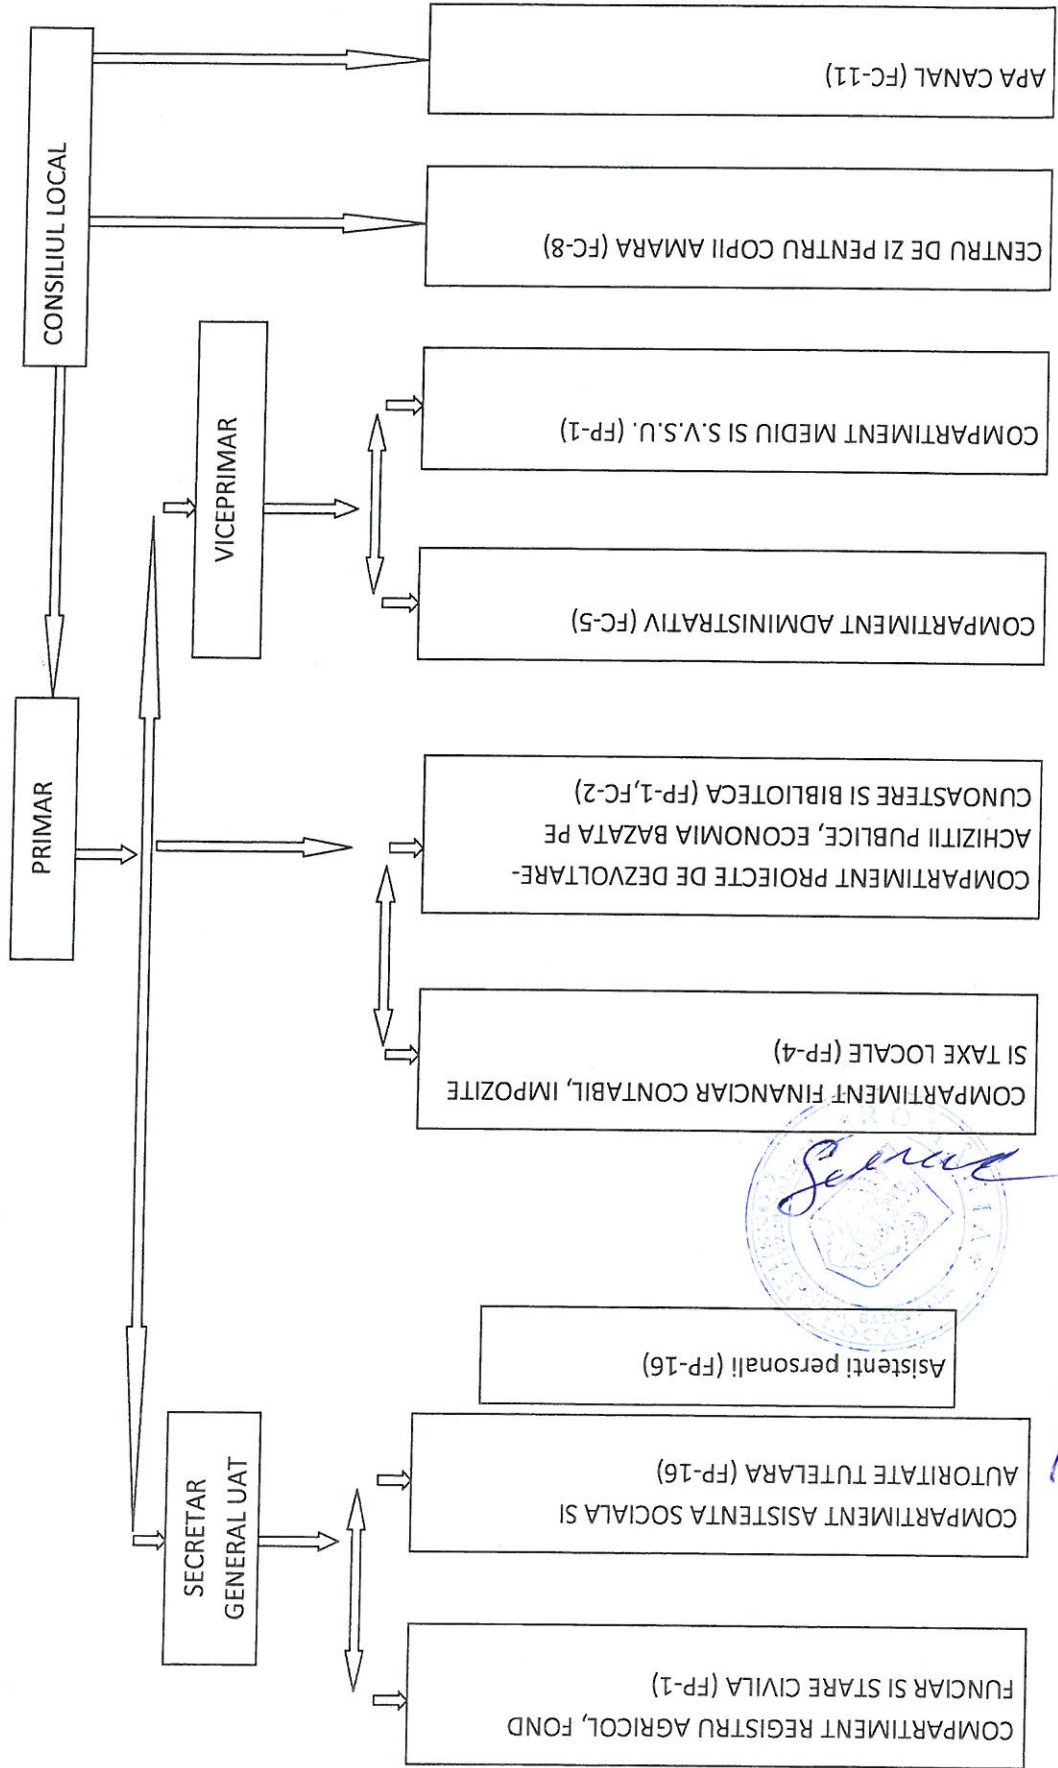 CONSILIUL LOCAL
PRIMAR
VICEPRIMAR
SECRETAR
GENERAL UAT
COMPARTIMENT REGISTRU AGRICOL, FOND
FUNCIAR SI STARE CIVILA (FP-1)
COMPARTIMENT ASISTENTA SOCIALA SI
AUTORITATE TUTELARA (FP-16)
Asistenti personali (FP-16)
COMPARTIMENT FINANCIAR CONTABIL, IMPOZITE
SI TAXE LOCALE (FP-4)
COMPARTIMENT PROIECTE DE DEZVOLTARE-
ACHIZITII PUBLICE, ECONOMIA BAZATA PE
CUNOASTERE SI BIBLIOTECA (FP-1,FC-2)
COMPARTIMENT ADMINISTRATIV (FC-5)
COMPARTIMENT MEDIU SI S.V.S.U. (FP-1)
CENTRU DE ZI PENTRU COPII AMARA (FC-8)
APA CANAL (FC-11)